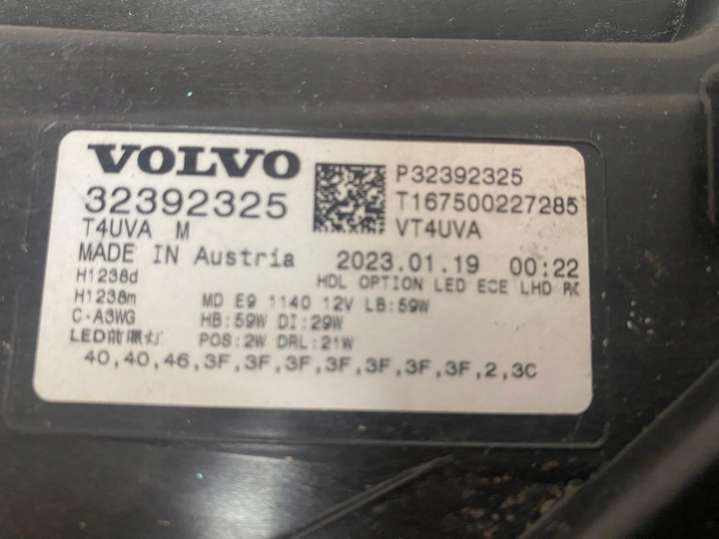 VOLVO
32392325
P32392325
T167500227285
T4UVA M
VT4UVA
MADE IN Austria
2023.01.19 00:22
H1238d
HDL OPTION LED ECE LHD
H1238m
MD E9 1140 12V LB:59W
C-A3WG
HB:59W DI:29W
LED前照灯
POS:2W DRL:21W
40,40,46,3F,3F,3F,3F,3F,3F,3F,2,3C